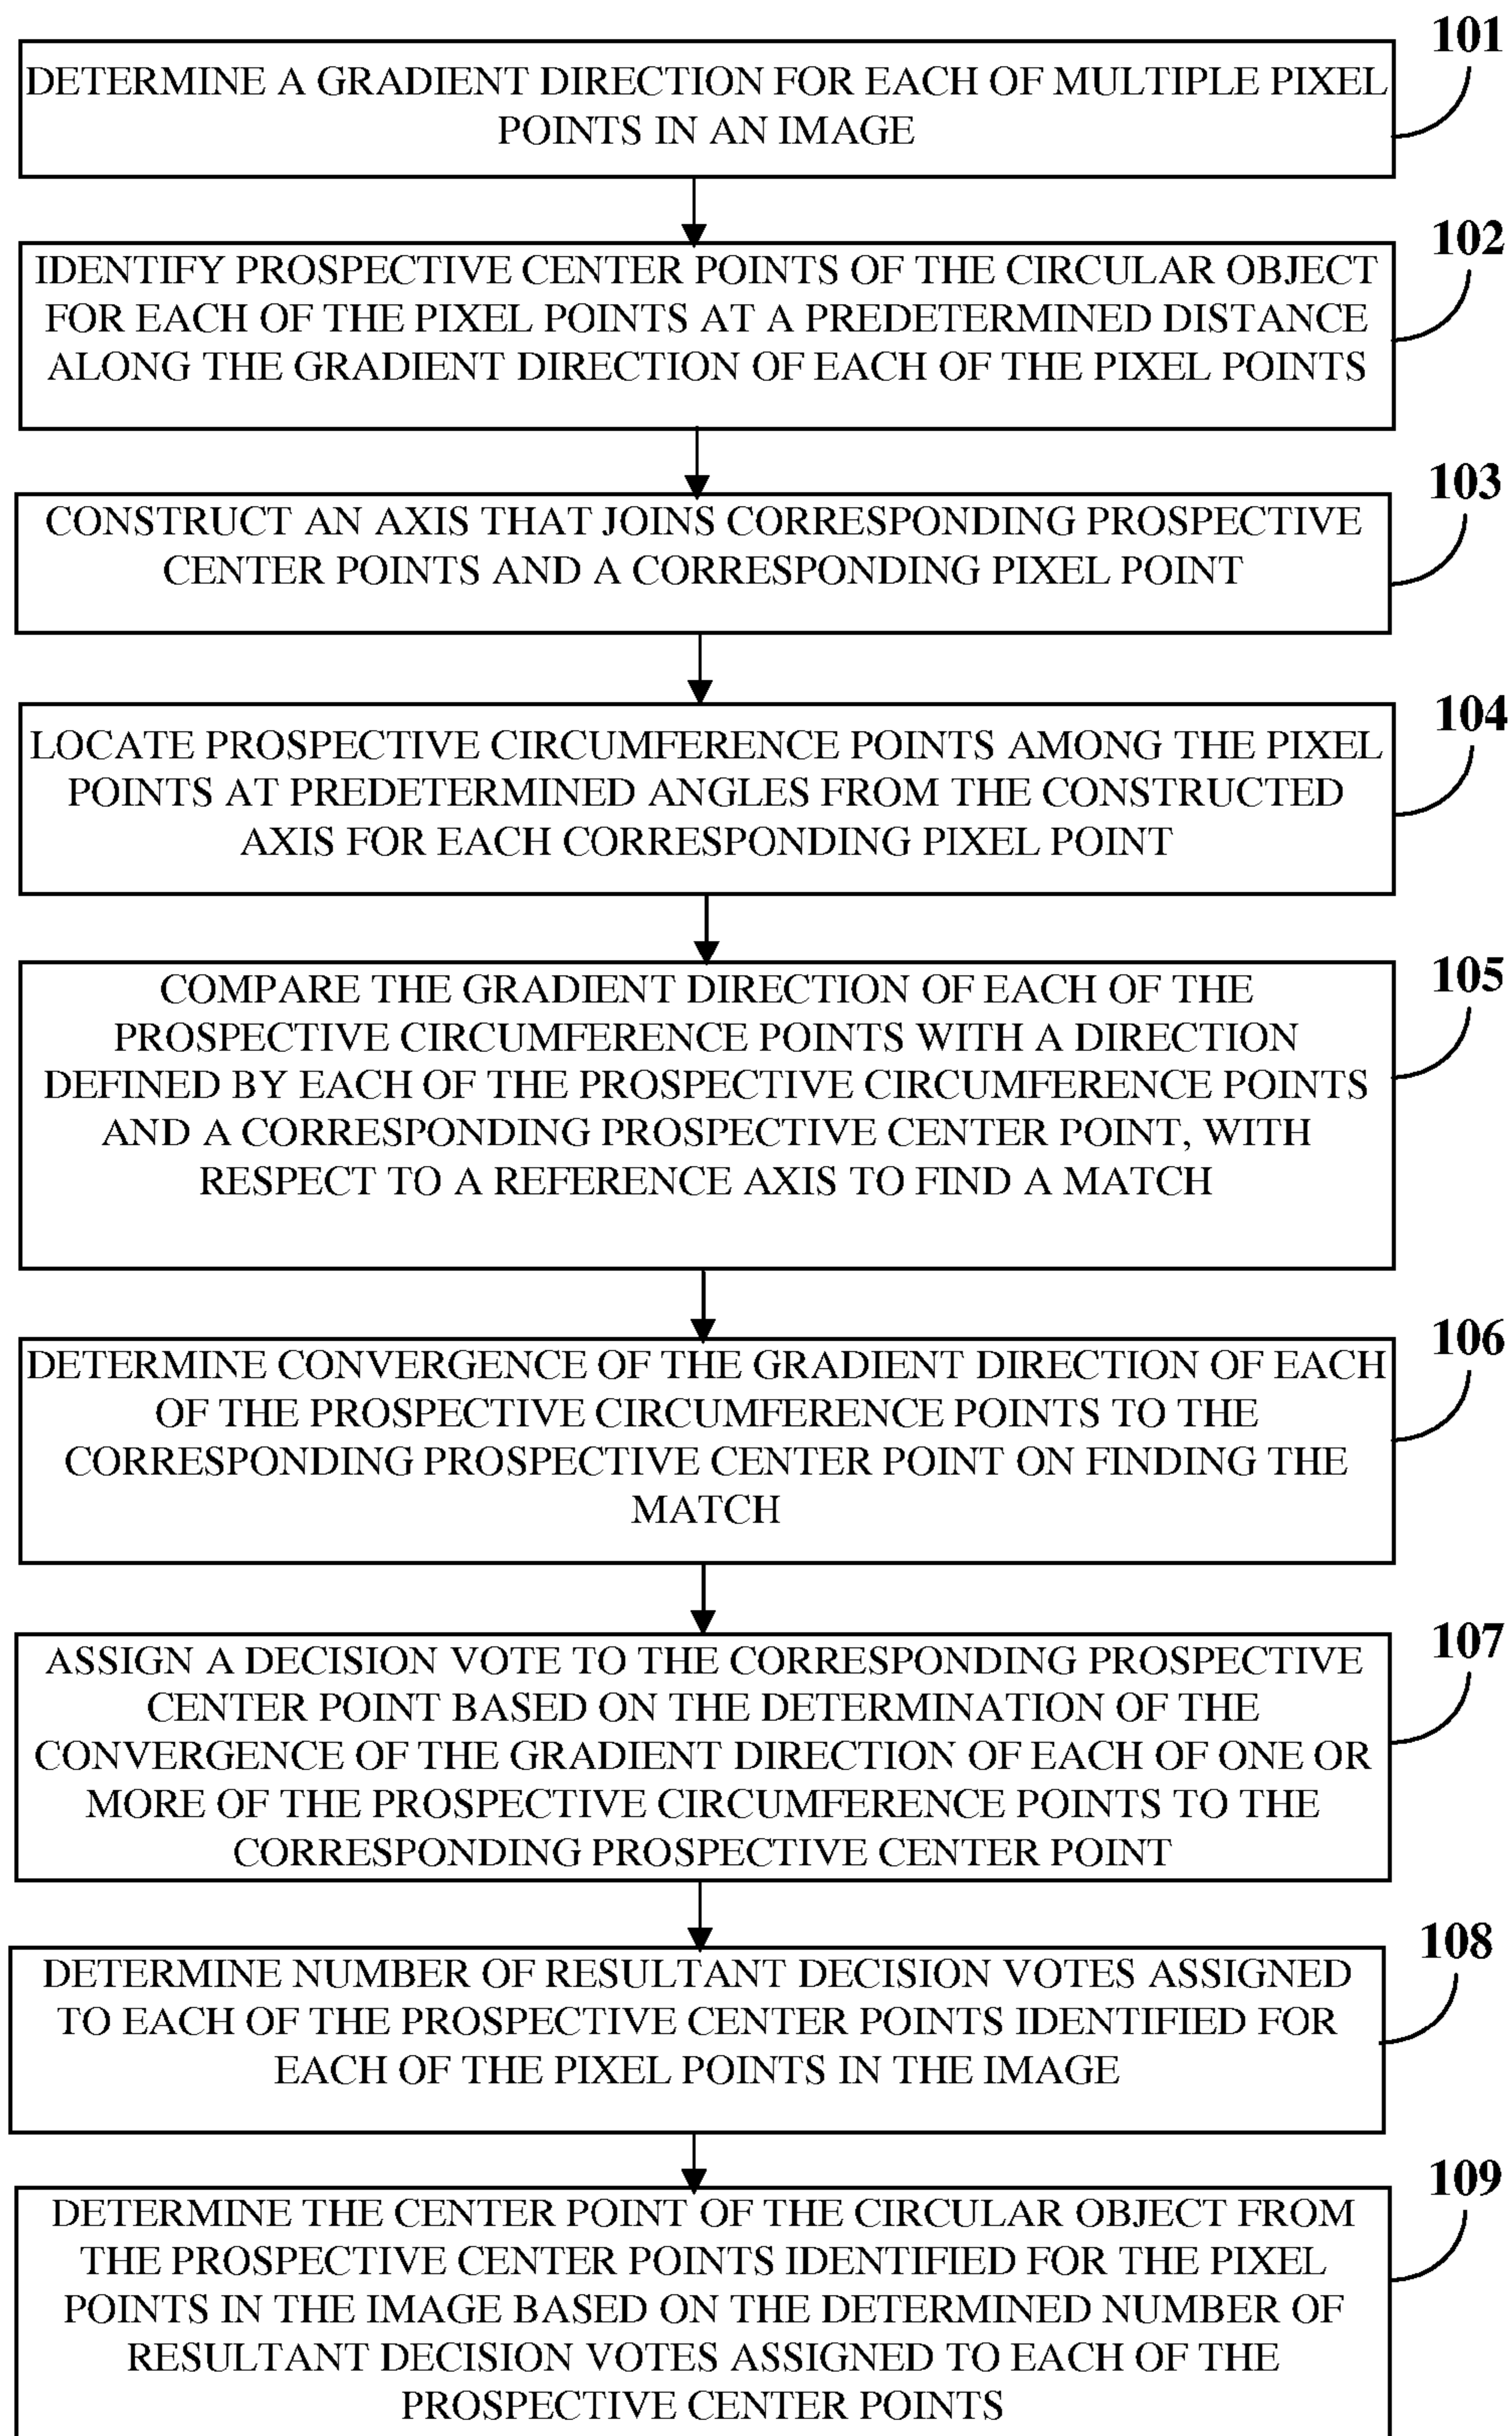 101
DETERMINE A GRADIENT DIRECTION FOR EACH OF MULTIPLE PIXEL
POINTS IN AN IMAGE
102
IDENTIFY PROSPECTIVE CENTER POINTS OF THE CIRCULAR OBJECT
FOR EACH OF THE PIXEL POINTS AT A PREDETERMINED DISTANCE
ALONG THE GRADIENT DIRECTION OF EACH OF THE PIXEL POINTS
103
CONSTRUCT AN AXIS THAT JOINS CORRESPONDING PROSPECTIVE
CENTER POINTS AND A CORRESPONDING PIXEL POINT
104
LOCATE PROSPECTIVE CIRCUMFERENCE POINTS AMONG THE PIXEL
POINTS AT PREDETERMINED ANGLES FROM THE CONSTRUCTED
AXIS FOR EACH CORRESPONDING PIXEL POINT
105
COMPARE THE GRADIENT DIRECTION OF EACH OF THE
PROSPECTIVE CIRCUMFERENCE POINTS WITH A DIRECTION
DEFINED BY EACH OF THE PROSPECTIVE CIRCUMFERENCE POINTS
AND A CORRESPONDING PROSPECTIVE CENTER POINT, WITH
RESPECT TO A REFERENCE AXIS TO FIND A MATCH
106
DETERMINE CONVERGENCE OF THE GRADIENT DIRECTION OF EACH
OF THE PROSPECTIVE CIRCUMFERENCE POINTS TO THE
CORRESPONDING PROSPECTIVE CENTER POINT ON FINDING THE
MATCH
107
ASSIGN A DECISION VOTE TO THE CORRESPONDING PROSPECTIVE
CENTER POINT BASED ON THE DETERMINATION OF THE
CONVERGENCE OF THE GRADIENT DIRECTION OF EACH OF ONE OR
MORE OF THE PROSPECTIVE CIRCUMFERENCE POINTS TO THE
CORRESPONDING PROSPECTIVE CENTER POINT
108
DETERMINE NUMBER OF RESULTANT DECISION VOTES ASSIGNED
TO EACH OF THE PROSPECTIVE CENTER POINTS IDENTIFIED FOR
EACH OF THE PIXEL POINTS IN THE IMAGE
109
DETERMINE THE CENTER POINT OF THE CIRCULAR OBJECT FROM
THE PROSPECTIVE CENTER POINTS IDENTIFIED FOR THE PIXEL
POINTS IN THE IMAGE BASED ON THE DETERMINED NUMBER OF
RESULTANT DECISION VOTES ASSIGNED TO EACH OF THE
PROSPECTIVE CENTER POINTS